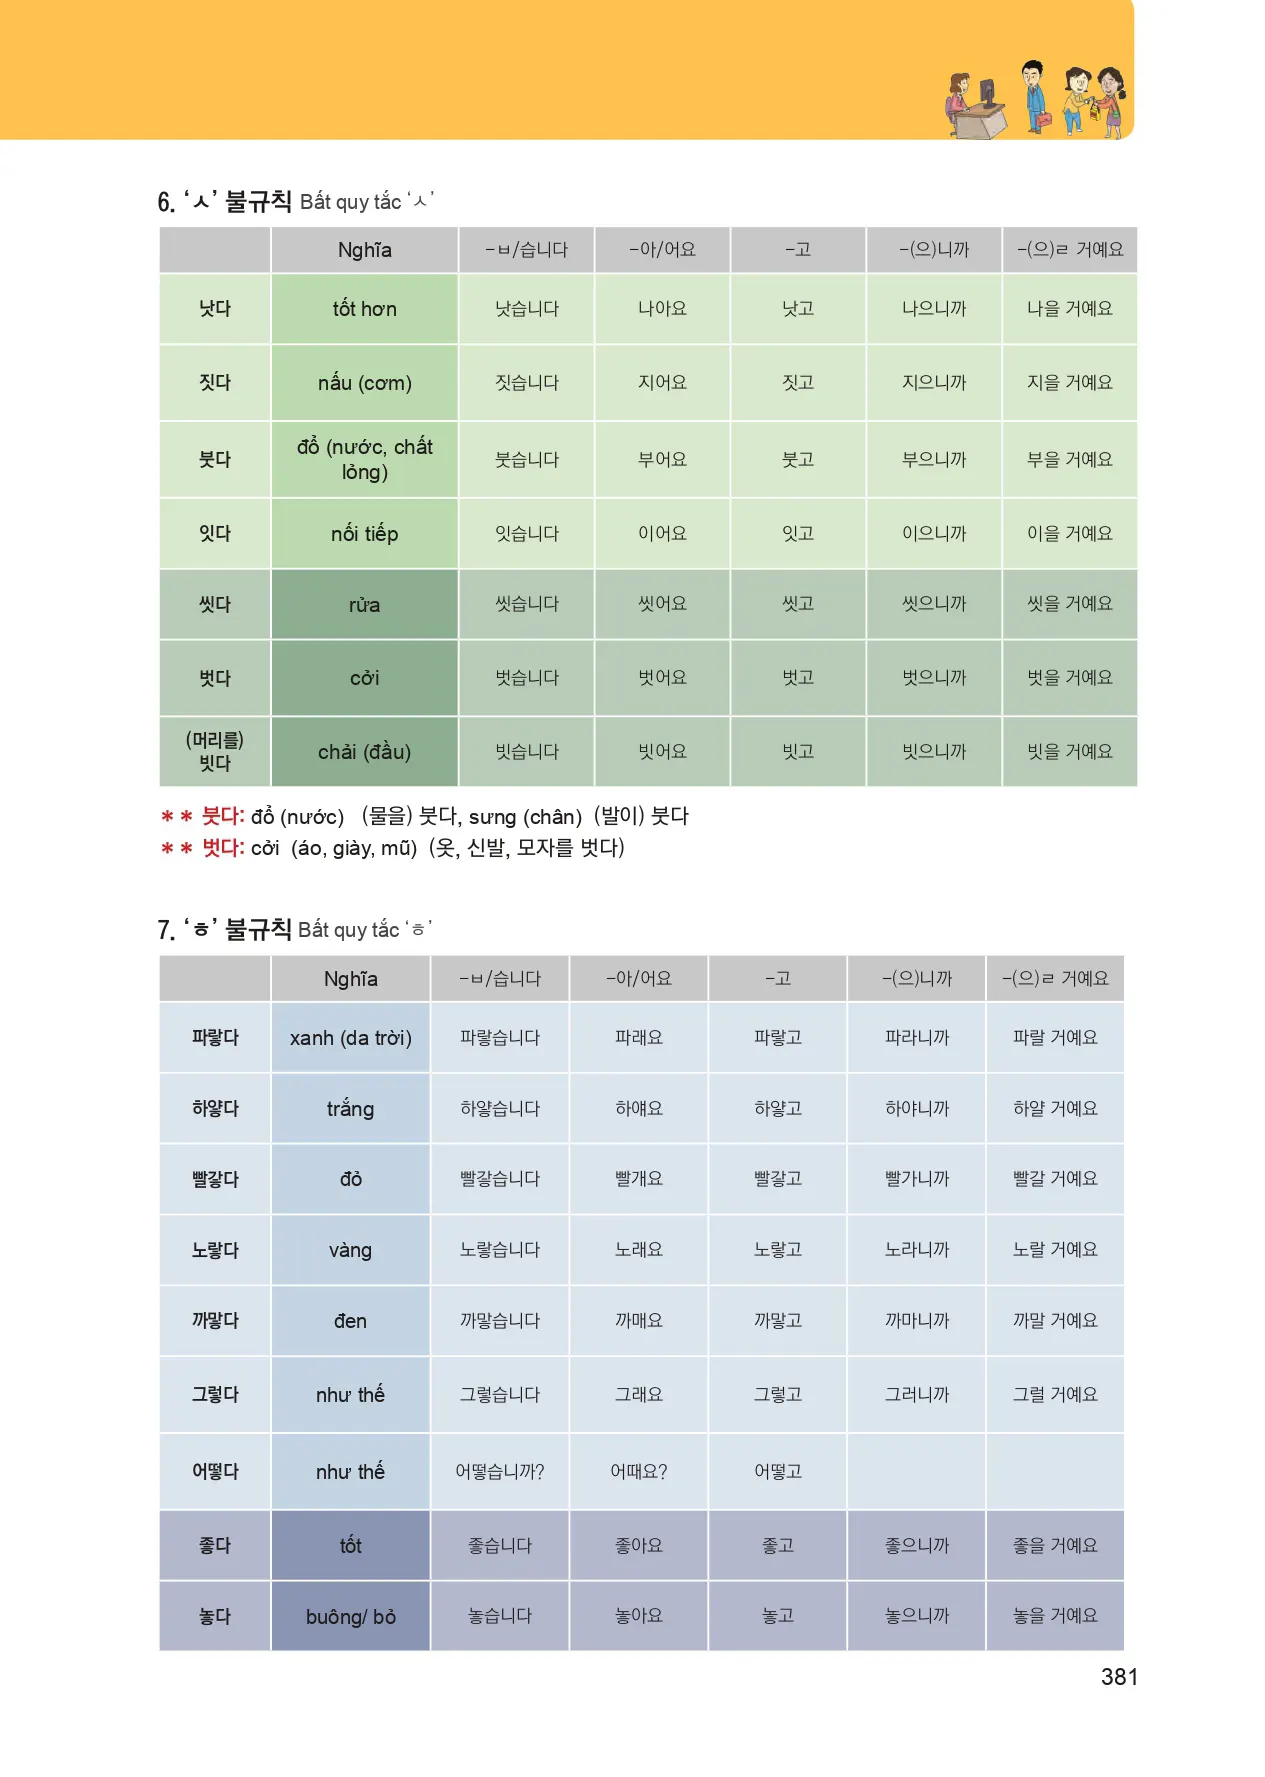 6. ‘ㅅ’ 불규칙 Bất quy tắc ‘ㅅ’
Nghĩa –ㅂ/습니다 –아/어요 –고 –(으)니까 –(으)ㄹ 거예요
낫다 tốt hơn 낫습니다 나아요 낫고 나으니까 나을 거예요
짓다 nấu (cơm) 짓습니다 지어요 짓고 지으니까 지을 거예요
붓다 đổ (nước, chất lỏng) 붓습니다 부어요 붓고 부으니까 부을 거예요
잇다 nối tiếp 잇습니다 이어요 잇고 이으니까 이을 거예요
씻다 rửa 씻습니다 씻어요 씻고 씻으니까 씻을 거예요
벗다 cởi 벗습니다 벗어요 벗고 벗으니까 벗을 거예요
(머리를) 빗다 chải (đầu) 빗습니다 빗어요 빗고 빗으니까 빗을 거예요
** 붓다: đổ (nước) (물을) 붓다, sưng (chân) (발이) 붓다
** 벗다: cởi (áo, giày, mũ) (옷, 신발, 모자를 벗다)
7. ‘ㅎ’ 불규칙 Bất quy tắc ‘ㅎ’
Nghĩa –ㅂ/습니다 –아/어요 –고 –(으)니까 –(으)ㄹ 거예요
파랗다 xanh (da trời) 파랗습니다 파래요 파랗고 파라니까 파랄 거예요
하얗다 trắng 하얗습니다 하얘요 하얗고 하야니까 하얄 거예요
빨갛다 đỏ 빨갛습니다 빨개요 빨갛고 빨가니까 빨갈 거예요
노랗다 vàng 노랗습니다 노래요 노랗고 노라니까 노랄 거예요
까맣다 đen 까맣습니다 까매요 까맣고 까마니까 까말 거예요
그렇다 như thế 그렇습니다 그래요 그렇고 그러니까 그럴 거예요
어떻다 như thế 어떻습니까? 어때요? 어떻고
좋다 tốt 좋습니다 좋아요 좋고 좋으니까 좋을 거예요
놓다 buông/ bỏ 놓습니다 놓아요 놓고 놓으니까 놓을 거예요
381